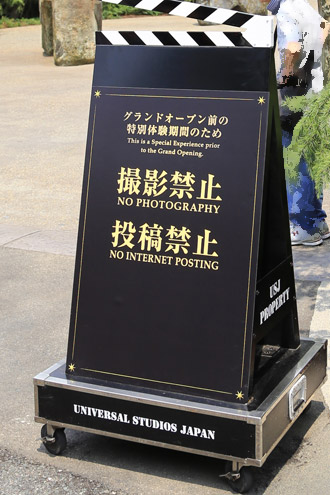 グランドオープン前の
特別体験期間のため
This is a Special Experience prior
to the Grand Opening.
撮影禁止
NO PHOTOGRAPHY
投稿禁止
NO INTERNET POSTING
USJ
PROPERTY
UNIVERSAL STUDIOS JAPAN